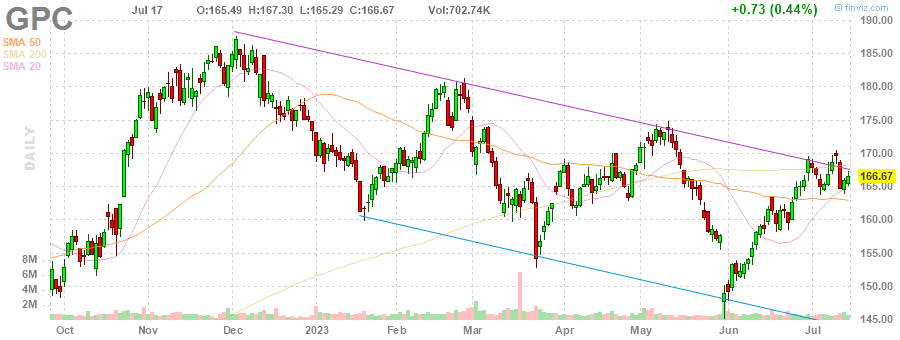 GPC Jul 17 O:165.49 H:167.30 L:165.29 C:166.67 Vol:702.74K +0.73 (0.44%) © finviz.com
SMA 50
SMA 200
SMA 20
DAILY
190.00
185.00
180.00
175.00
170.00
166.67
165.00
160.00
155.00
150.00
145.00
8M
6M
4M
2M
Oct Nov Dec 2023 Feb Mar Apr May Jun Jul